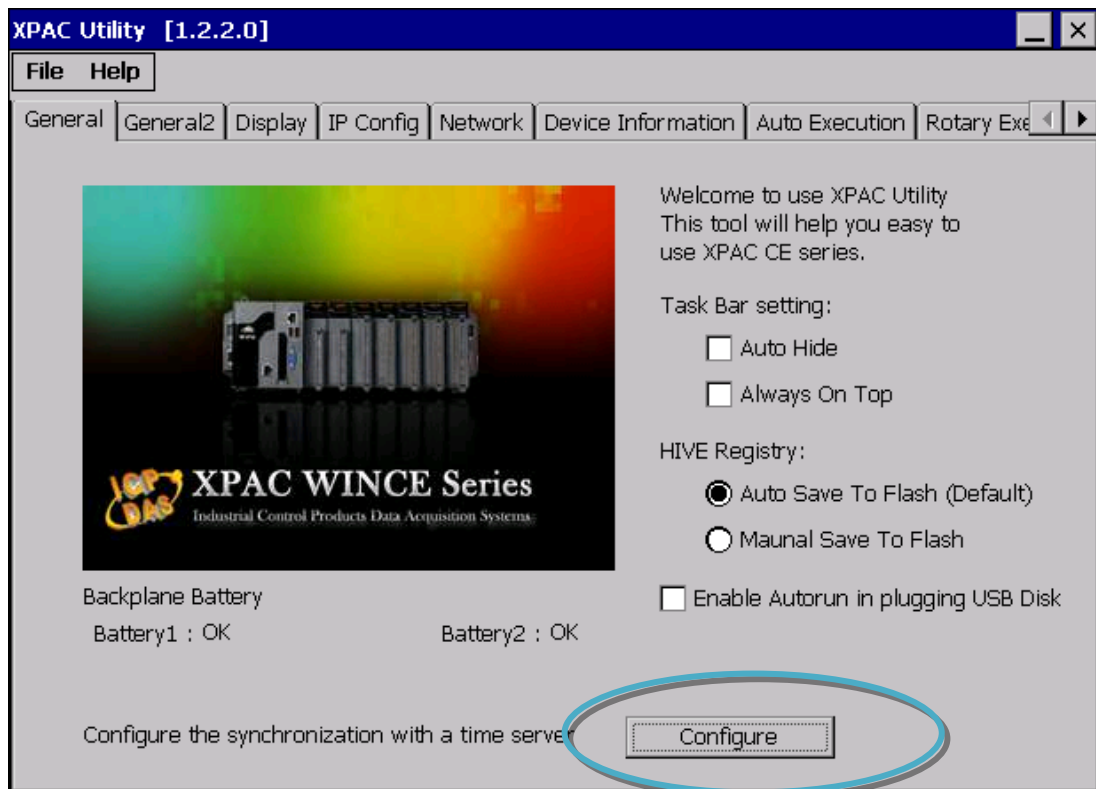 XPAC Utility [1.2.2.0]
File Help
General General2 Display IP Config Network Device Information Auto Execution Rotary Exe
Welcome to use XPAC Utility
This tool will help you easy to
use XPAC CE series.
Task Bar setting:
Auto Hide
Always On Top
HIVE Registry:
Auto Save To Flash (Default)
Maunal Save To Flash
Enable Autorun in plugging USB Disk
ICP
DAS
XPAC WINCE Series
Industrial Control Products Data Acquisition Systems
Backplane Battery
Battery1 : OK Battery2 : OK
Configure the synchronization with a time server
Configure